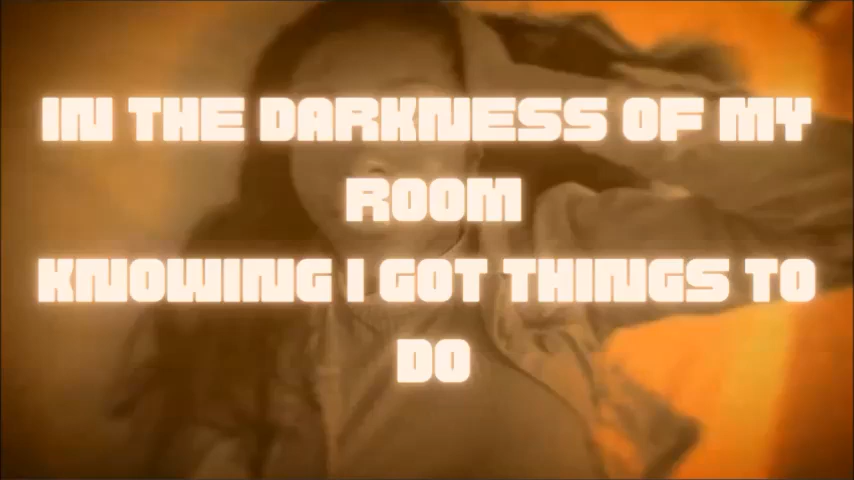 IN THE DARKNESS OF MY
ROOM
KNOWING I GOT THINGS TO
DO